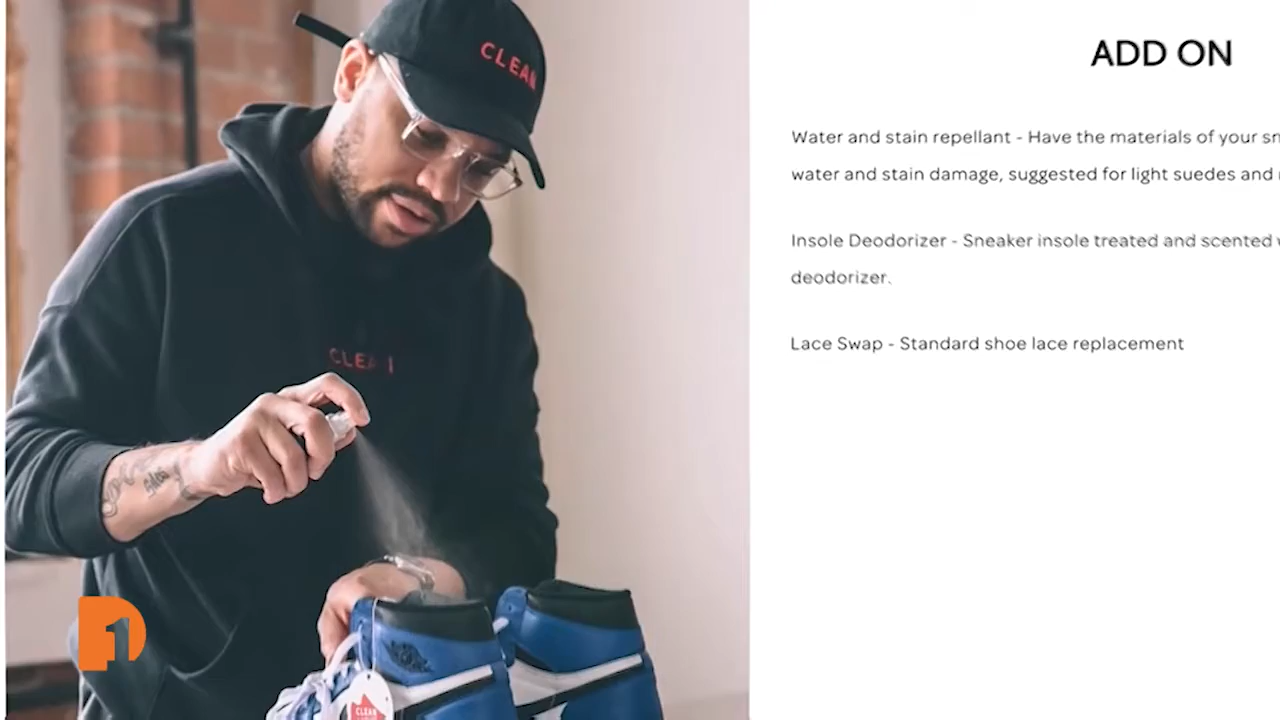 CLEAN
ADD ON
Water and stain repellant - Have the materials of your
water and stain damage, suggested for light suedes and
Insole Deodorizer - Sneaker insole treated and scented
deodorizer.
Lace Swap - Standard shoe lace replacement
D1
CLEAN